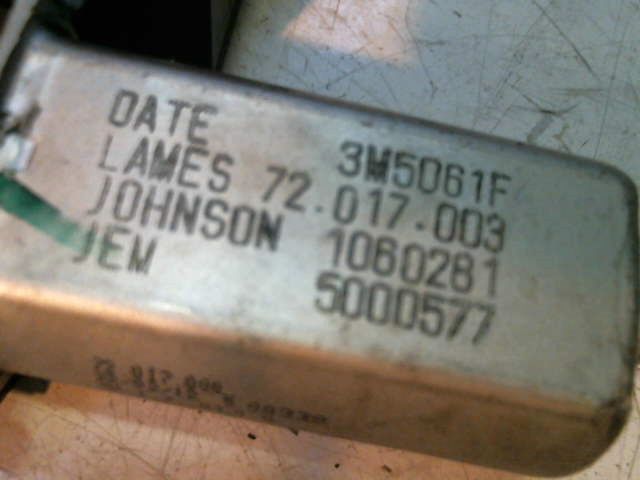 DATE 3M5061F
LAMES 72.017.003
JOHNSON 1060281
JEM 5000577